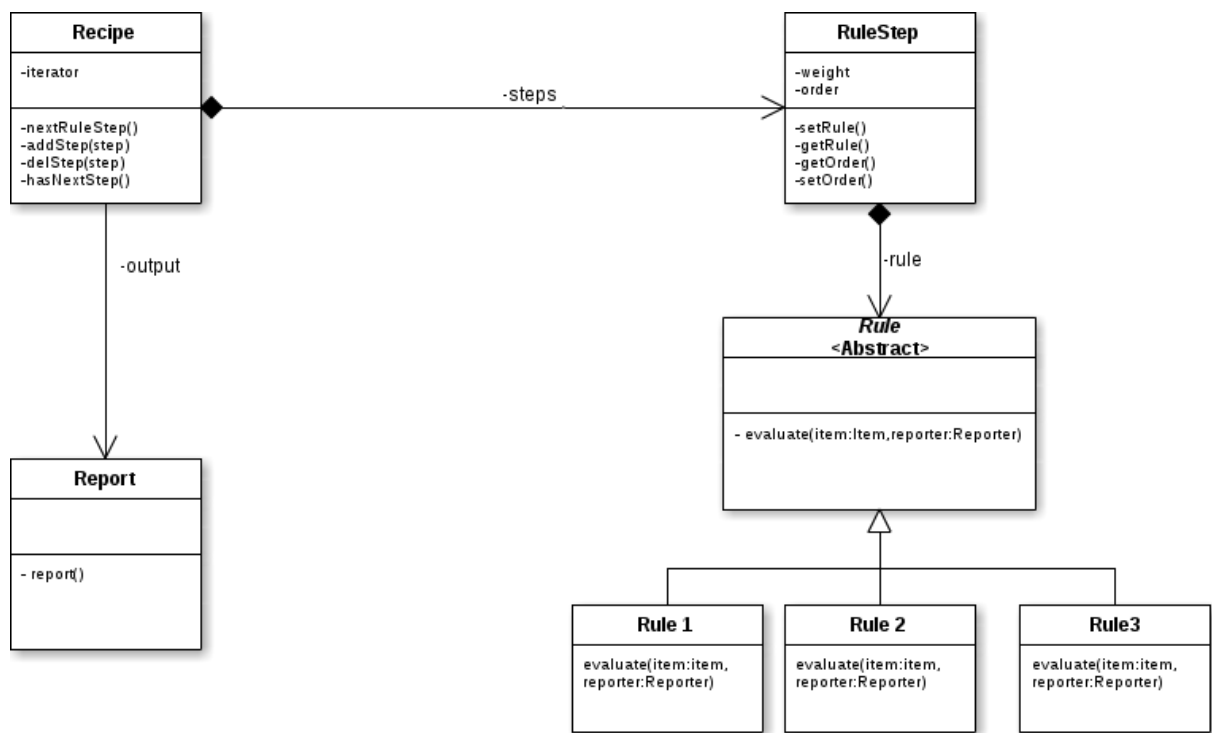 Recipe
-iterator
-nextRuleStep()
-addStep(step)
-delStep(step)
-hasNextStep()
-steps
RuleStep
-weight
-order
-setRule()
-getRule()
-getOrder()
-setOrder()
-output
-rule
Rule
<Abstract>
- evaluate(item:Item,reporter:Reporter)
Report
- report()
Rule 1
evaluate(item:item,
reporter:Reporter)
Rule 2
evaluate(item:item,
reporter:Reporter)
Rule3
evaluate(item:item,
reporter:Reporter)